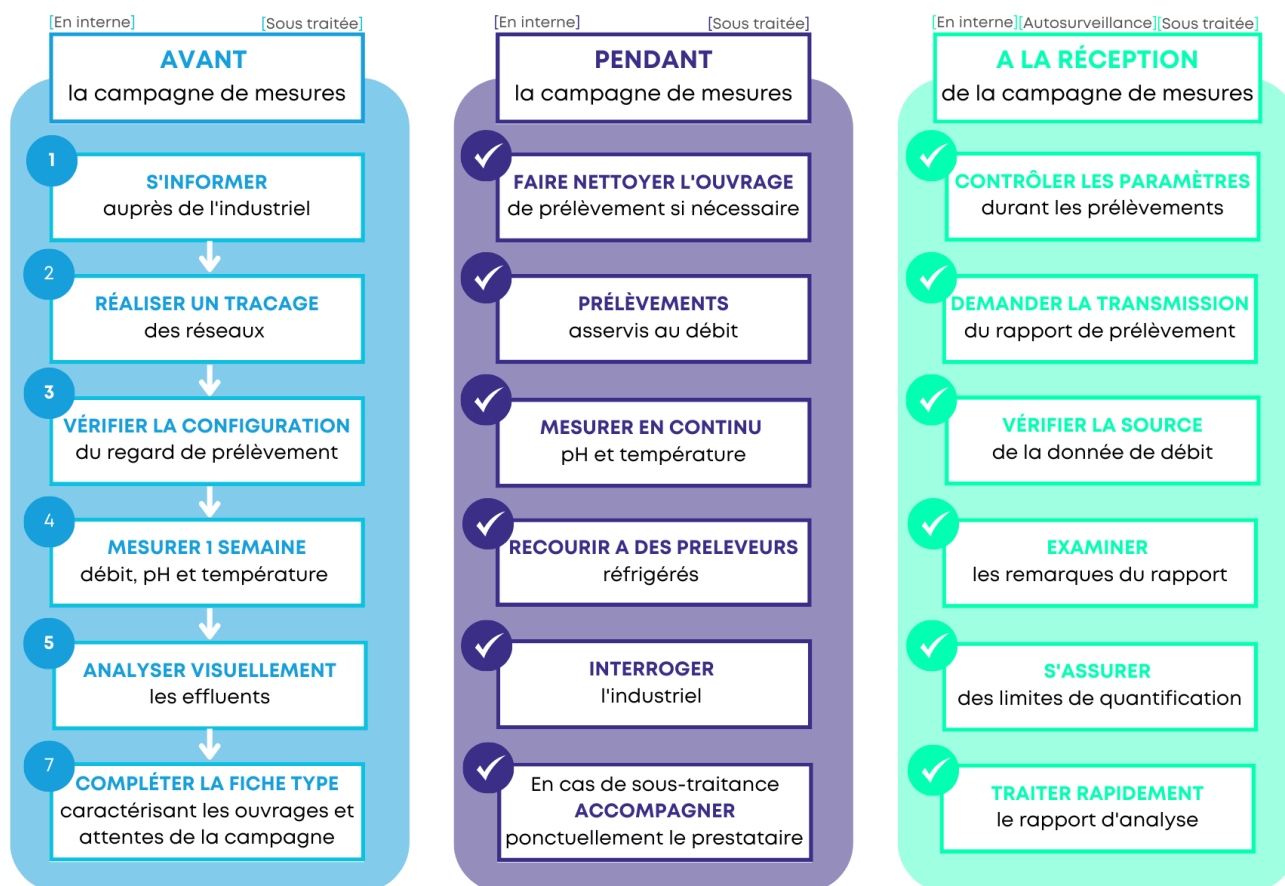 [En interne] [Sous traitée]
AVANT
la campagne de mesures
1
S'INFORMER
auprès de l'industriel
2
RÉALISER UN TRACAGE
des réseaux
3
VÉRIFIER LA CONFIGURATION
du regard de prélèvement
4
MESURER 1 SEMAINE
débit, pH et température
5
ANALYSER VISUELLEMENT
les effluents
7
COMPLÉTER LA FICHE TYPE
caractérisant les ouvrages et
attentes de la campagne
[En interne] [Sous traitée]
PENDANT
la campagne de mesures
FAIRE NETTOYER L'OUVRAGE
de prélèvement si nécessaire
PRÉLÈVEMENTS
asservis au débit
MESURER EN CONTINU
pH et température
RECOURIR A DES PRELEVEURS
réfrigérés
INTERROGER
l'industriel
En cas de sous-traitance
ACCOMPAGNER
ponctuellement le prestataire
[En interne][Autosurveillance][Sous traitée]
A LA RÉCEPTION
de la campagne de mesures
CONTRÔLER LES PARAMÈTRES
durant les prélèvements
DEMANDER LA TRANSMISSION
du rapport de prélèvement
VÉRIFIER LA SOURCE
de la donnée de débit
EXAMINER
les remarques du rapport
S'ASSURER
des limites de quantification
TRAITER RAPIDEMENT
le rapport d'analyse